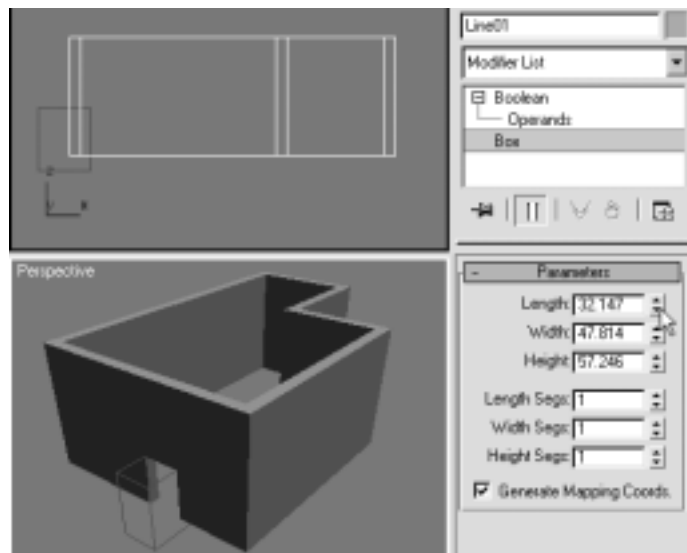 Line01
Modifier List
Boolean
Operands
Box
Perspective
Parameters
Length: 32.147
Width: 47.814
Height: 57.246
Length Segs: 1
Width Segs: 1
Height Segs: 1
Generate Mapping Coords.